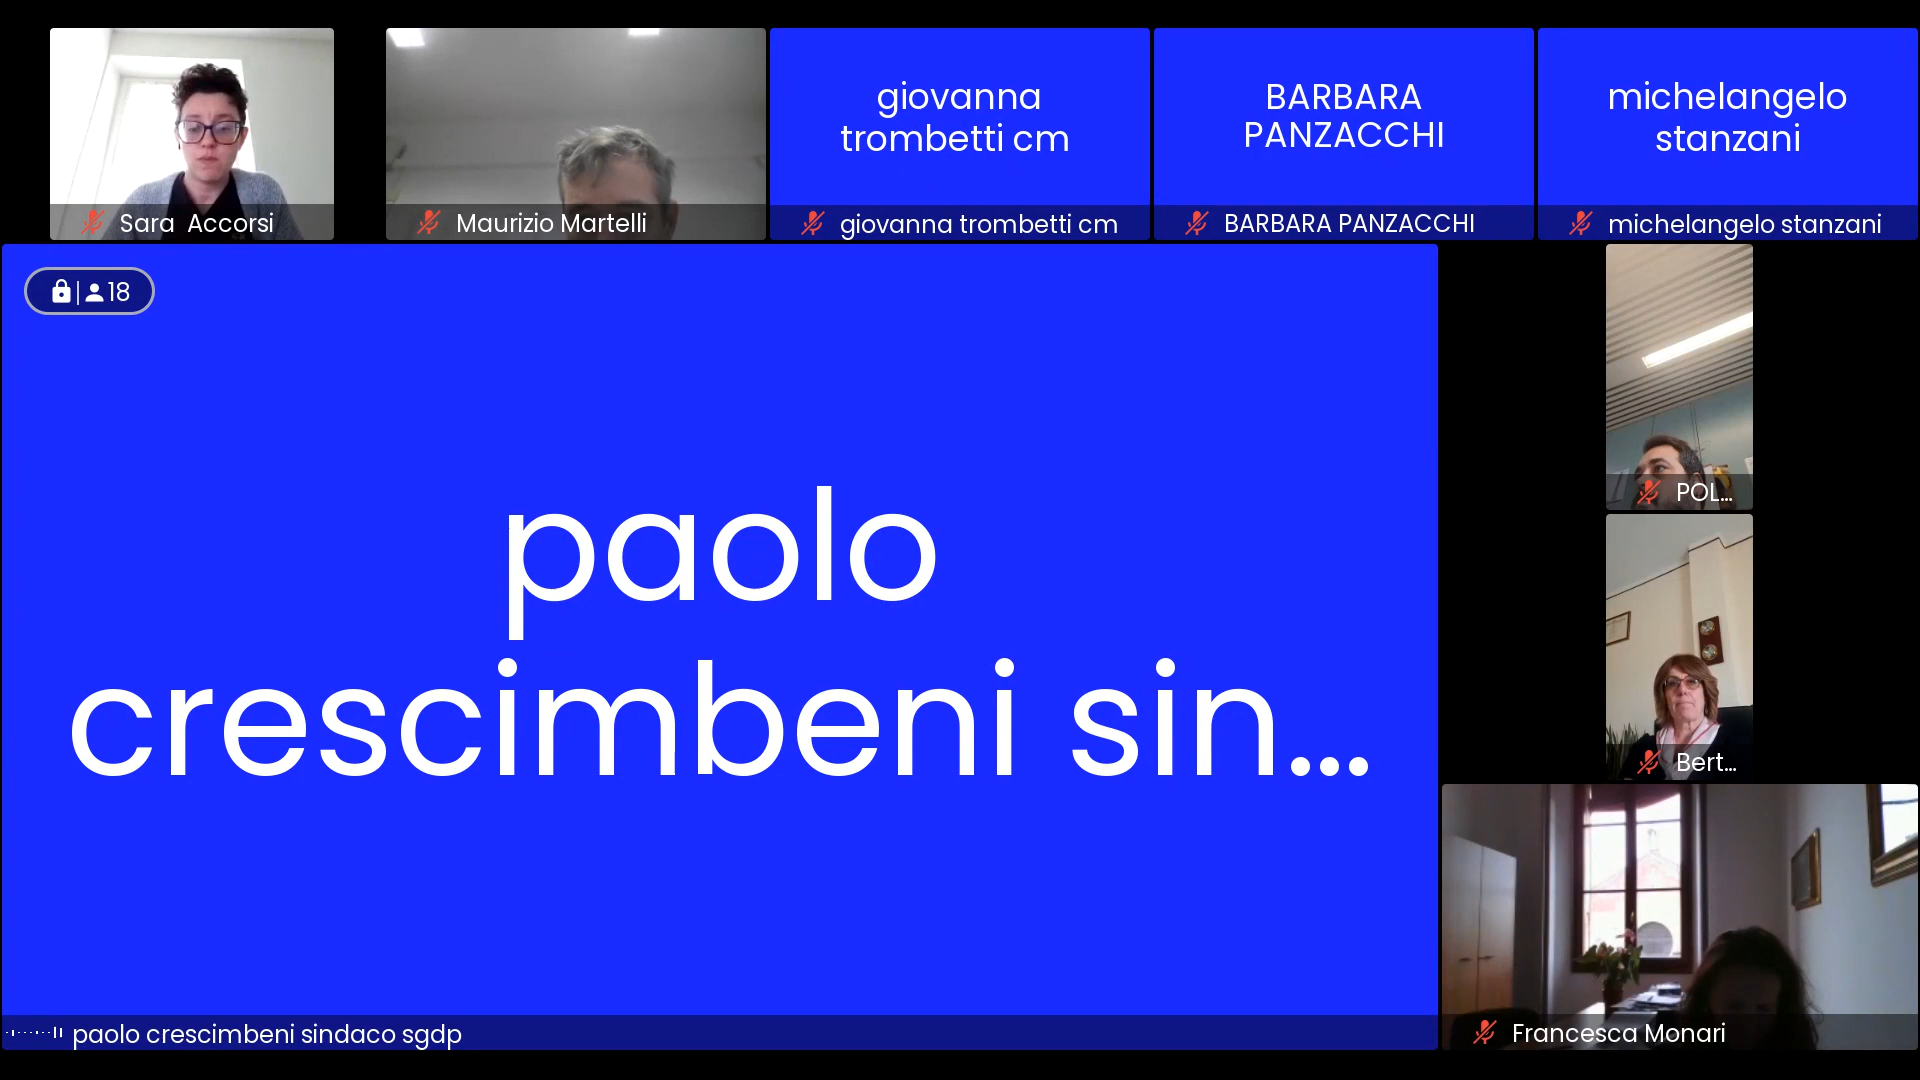 Sara Accorsi
Maurizio Martelli
giovanna
trombetti cm
giovanna trombetti cm
BARBARA
PANZACCHI
BARBARA PANZACCHI
michelangelo
stanzani
michelangelo stanzani
18
paolo
crescimbeni sin...
paolo crescimbeni sindaco sgdp
POL...
Bert...
Francesca Monari